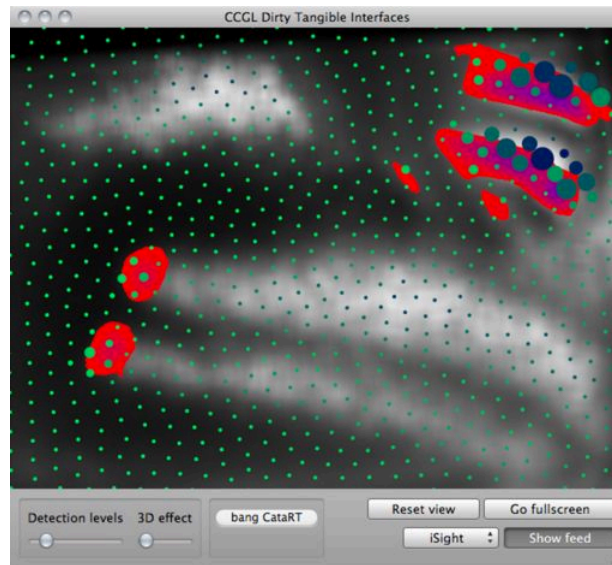 CCGL Dirty Tangible Interfaces
Detection levels
3D effect
bang CataRT
Reset view
Go fullscreen
iSight
Show feed